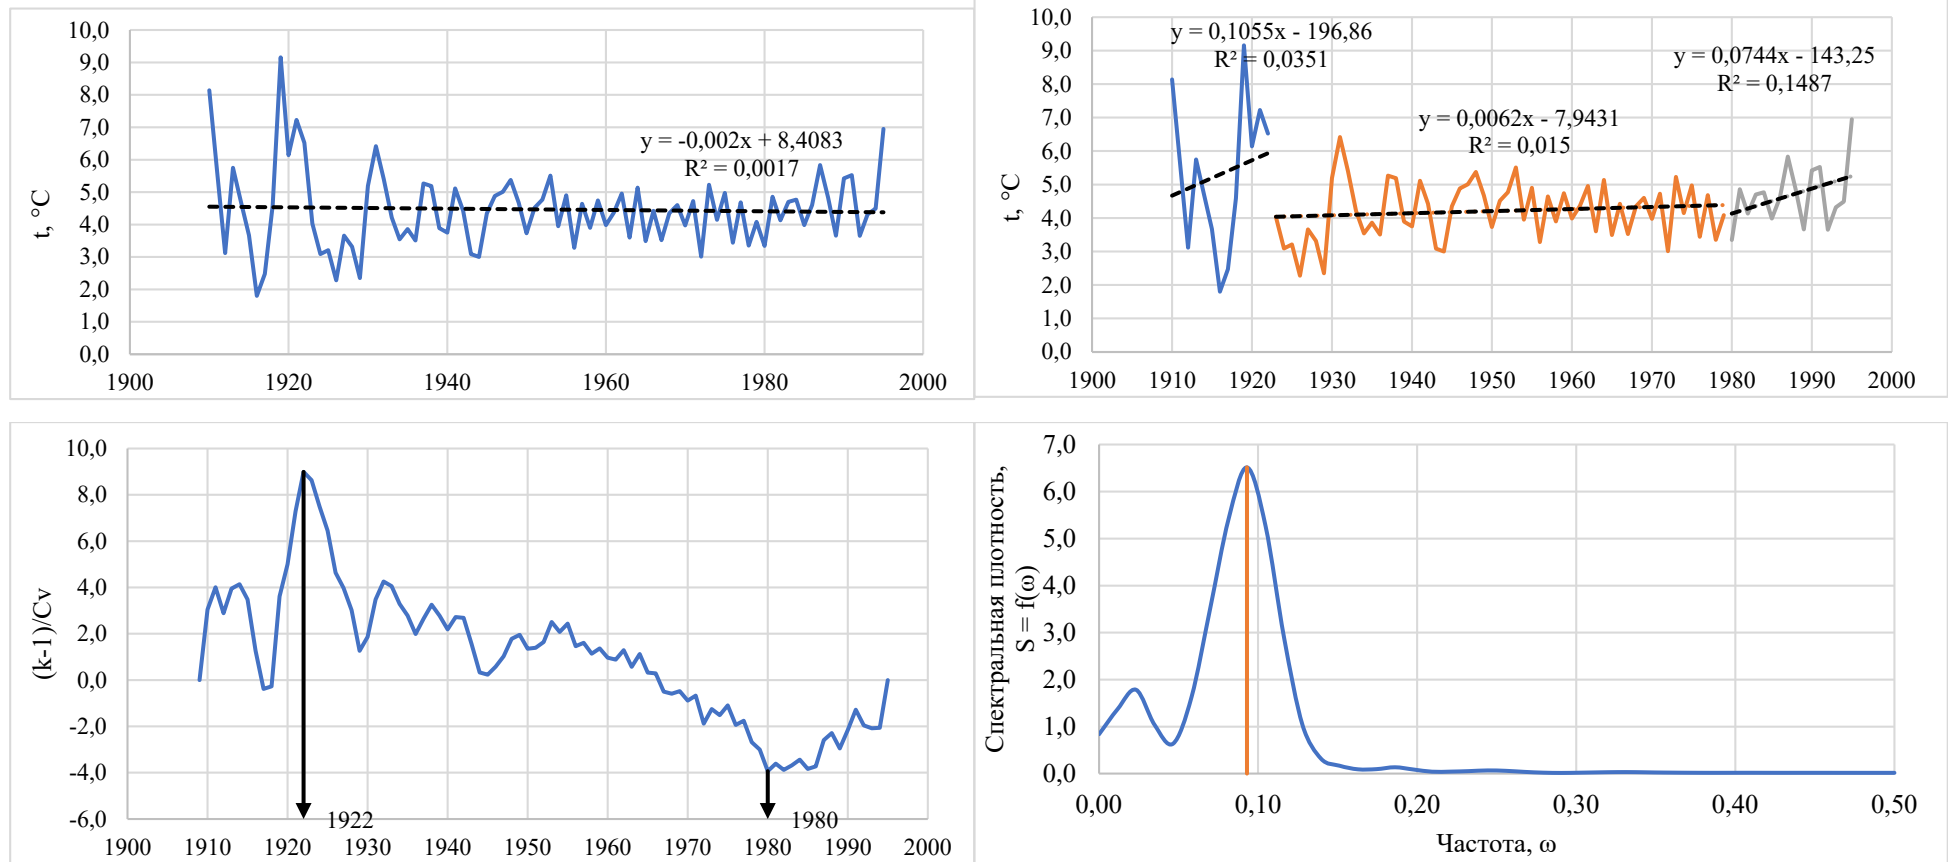 10,0
9,0
8,0
7,0
6,0
5,0
4,0
3,0
2,0
1,0
0,0
t, °C
y = -0,002x + 8,4083
R² = 0,0017
1900 1920 1940 1960 1980 2000
10,0
9,0
8,0
7,0
6,0
5,0
4,0
3,0
2,0
1,0
0,0
t, °C
y = 0,1055x - 196,86
R² = 0,0351
y = 0,0062x - 7,9431
R² = 0,015
y = 0,0744x - 143,25
R² = 0,1487
1900 1910 1920 1930 1940 1950 1960 1970 1980 1990 2000
10,0
8,0
6,0
4,0
2,0
0,0
-2,0
-4,0
-6,0
(k-1)/Cv
1922
1980
1900 1910 1920 1930 1940 1950 1960 1970 1980 1990 2000
7,0
6,0
5,0
4,0
3,0
2,0
1,0
0,0
Спектральная плотность,
S = f(ω)
0,00 0,10 0,20 0,30 0,40 0,50
Частота, ω